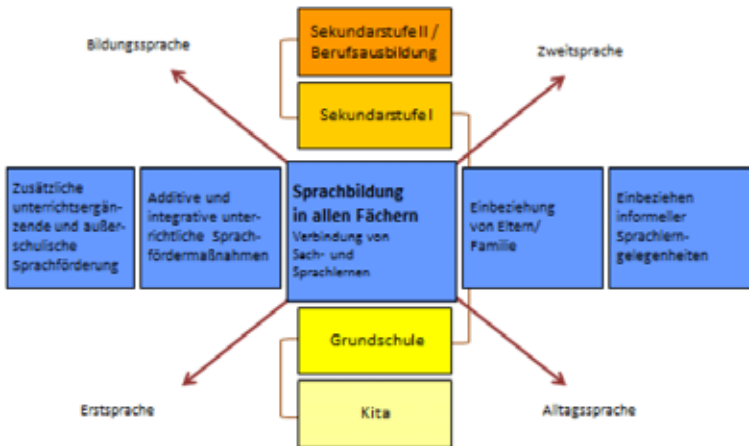 Bildungssprache
Sekundarstufe II /
Berufsausbildung
Zweitsprache
Sekundarstufe I
Zusätzliche
unterrichtsergän-
zende und außer-
schulische
Sprachförderung
Additive und
integrative unter-
richtliche Sprach-
fördermaßnahmen
Sprachbildung
in allen Fächern
Verbindung von
Sach- und
Sprachlernen
Einbeziehung
von Eltern/
Familie
Einbeziehen
informeller
Sprachlern-
gelegenheiten
Grundschule
Erstsprache
Kita
Alltagssprache